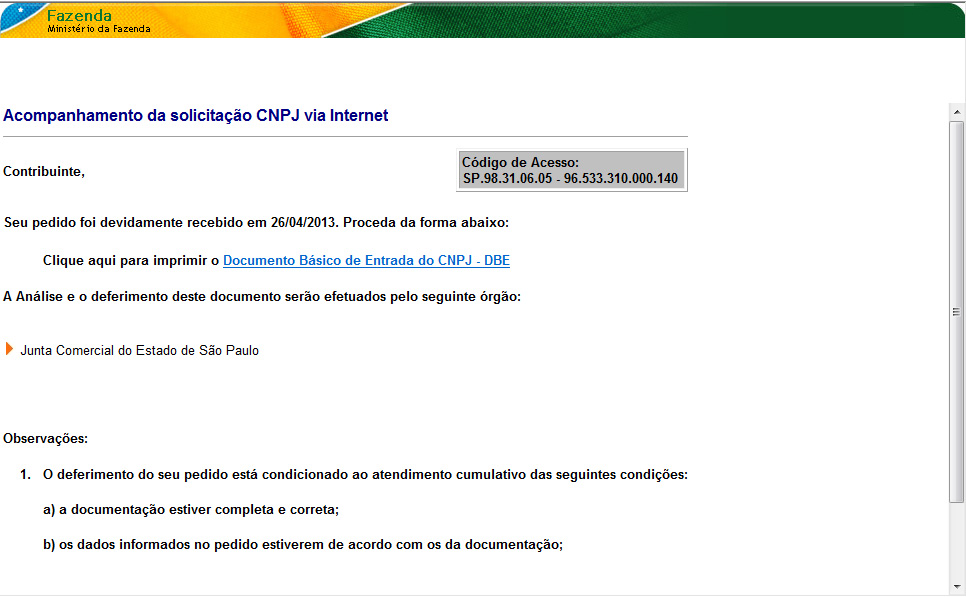 Fazenda
Ministério da Fazenda
Acompanhamento da solicitação CNPJ via Internet
Contribuinte,
Código de Acesso:
SP.98.31.06.05 - 96.533.310.000.140
Seu pedido foi devidamente recebido em 26/04/2013. Proceda da forma abaixo:
Clique aqui para imprimir o Documento Básico de Entrada do CNPJ - DBE
A Análise e o deferimento deste documento serão efetuados pelo seguinte órgão:
Junta Comercial do Estado de São Paulo
Observações:
1. O deferimento do seu pedido está condicionado ao atendimento cumulativo das seguintes condições:
a) a documentação estiver completa e correta;
b) os dados informados no pedido estiverem de acordo com os da documentação;